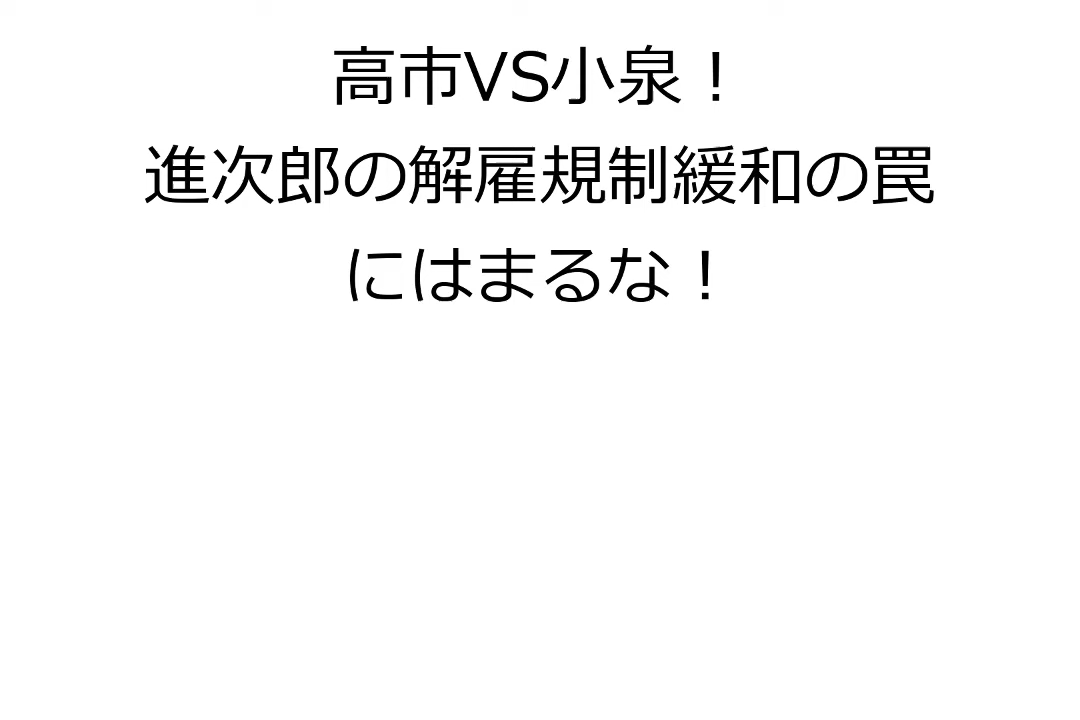 高市VS小泉！
進次郎の解雇規制緩和の罠
にはまるな！